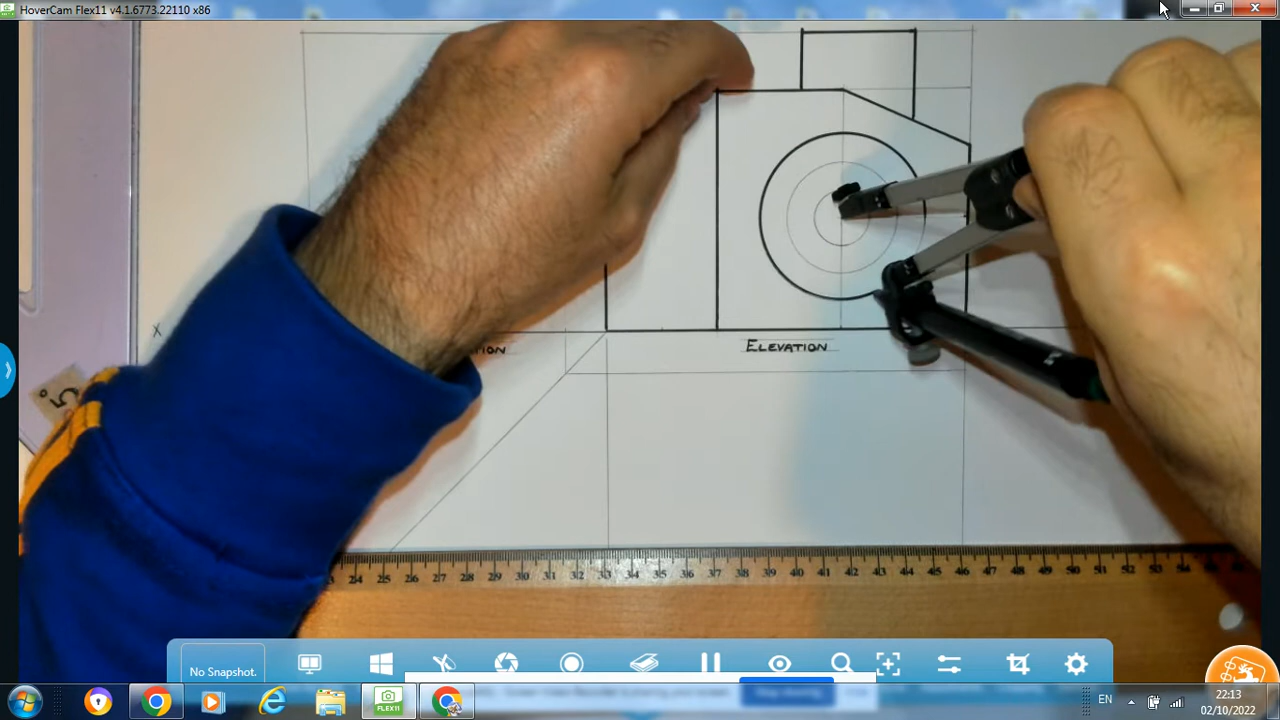 HoverCam Flex11 v4.1.6773.22110 x86
X
ELEVATION
5°
24 25 26 27 28 29 30 31 32 33 34 35 36 37 38 39 40 41 42 43 44 45 46 47 48 49 50 51 52 53
No Snapshot.
FLEX11
EN
22:13
02/10/2022